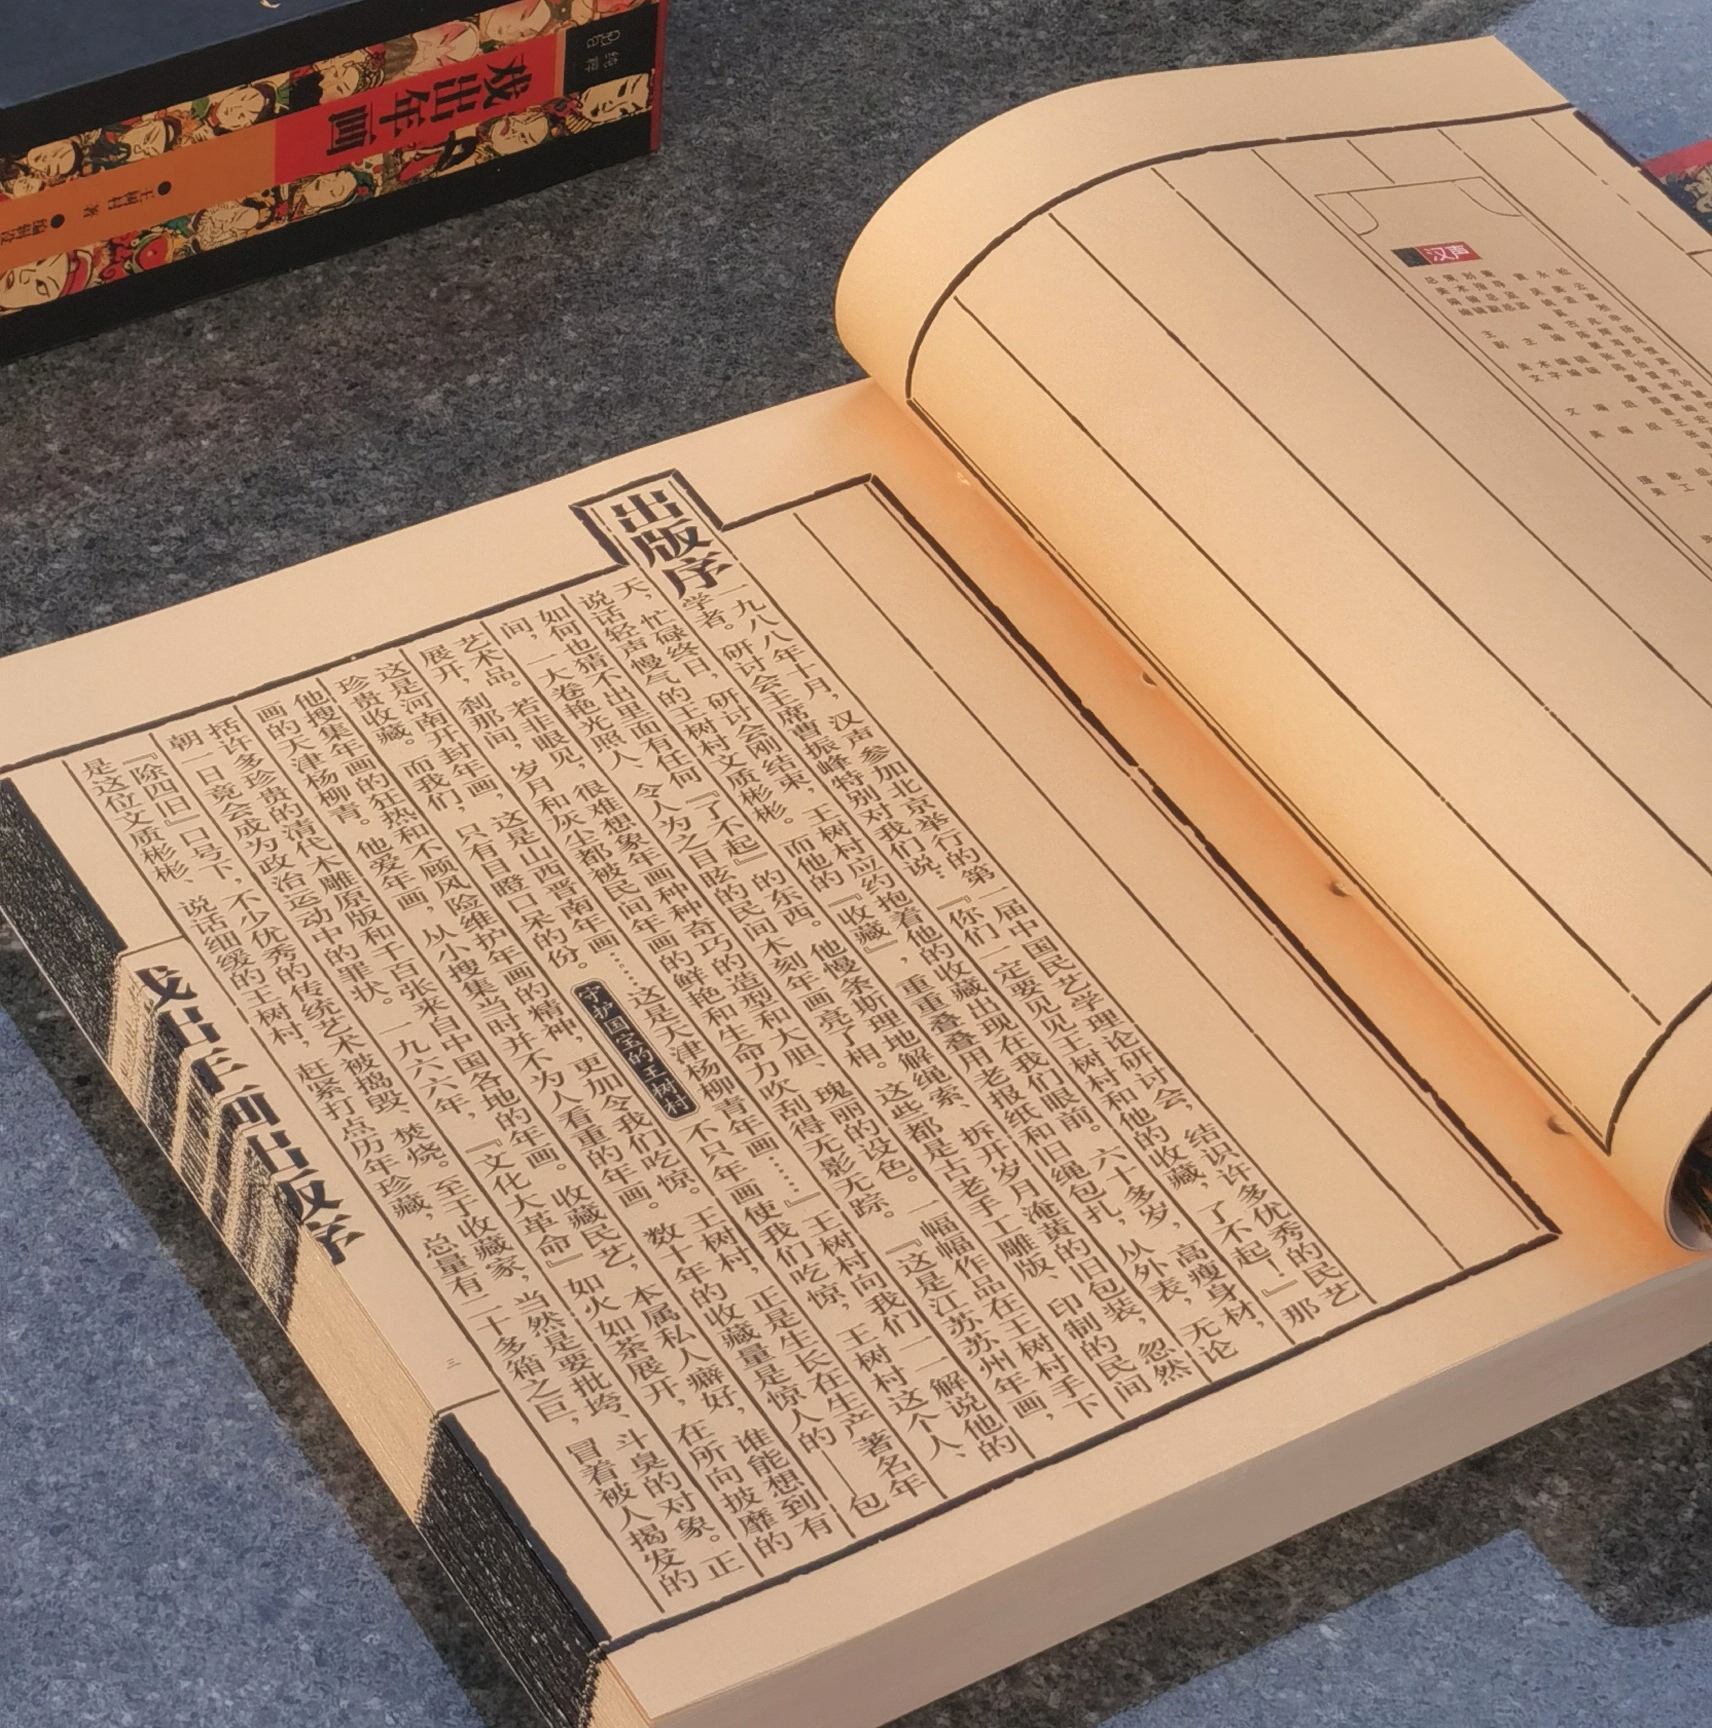 戏出年画
王树村 著
汉声
出版序
一九八八年十月，汉声参加北京举行的第一届中国民艺学理论研讨会，结识许多优秀的民艺
学者。研讨会主席曹振峰特别对我们说：『你们一定要见见王树村和他的收藏，了不起！』那
天，忙碌终日，研讨会刚结束，王树村应约抱着他的收藏出现在我们眼前。六十多岁，高瘦身材，
说话轻声慢气的王树村文质彬彬。而他的『收藏』，重重叠叠用老报纸和旧绳包扎，从外表，无论
如何也猜不出里面有任何『了不起』的东西。他慢条斯理地解绳索、拆开岁月淹黄的旧包装，忽然
间，一大卷艳光照人、令人为之目眩的民间木刻年画亮了相。这些都是古老手工雕版、印制的民间
艺术品。若非眼见，很难想象年画种种奇巧的造型和大胆、瑰丽的设色。一幅幅作品在王树村手下
展开，刹那间，岁月和灰尘都被民间年画的鲜艳和生命力吹刮得无影无踪。『这是江苏苏州年画，
这是河南开封年画，这是山西晋南年画……这是天津杨柳青年画……』王树村向我们一一解说他的
珍贵收藏。而我们，只有目瞪口呆的份。守护国宝的王树村 不只年画使我们吃惊，王树村这个人、
他搜集年画的狂热和不顾风险维护年画的精神，更加令我们吃惊。王树村，正是生长在生产著名年
画的天津杨柳青。他爱年画，从小搜集当时并不为人看重的年画。数十年的收藏量是惊人的——包
括许多珍贵的清代木雕原版和千百张来自中国各地的年画。收藏民艺，本属私人癖好，谁能想到有
朝一日竟会成为政治运动中的罪状。一九六六年，『文化大革命』如火如荼展开，在所向披靡的
『除四旧』口号下，不少优秀的传统艺术被捣毁、焚烧。至于收藏家，当然是要批垮、斗臭的对象。正
是这位文质彬彬、说话细缓的王树村，赶紧打点历年珍藏，总量有二十多箱之巨，冒着被人揭发的
戏出年画出版序
三